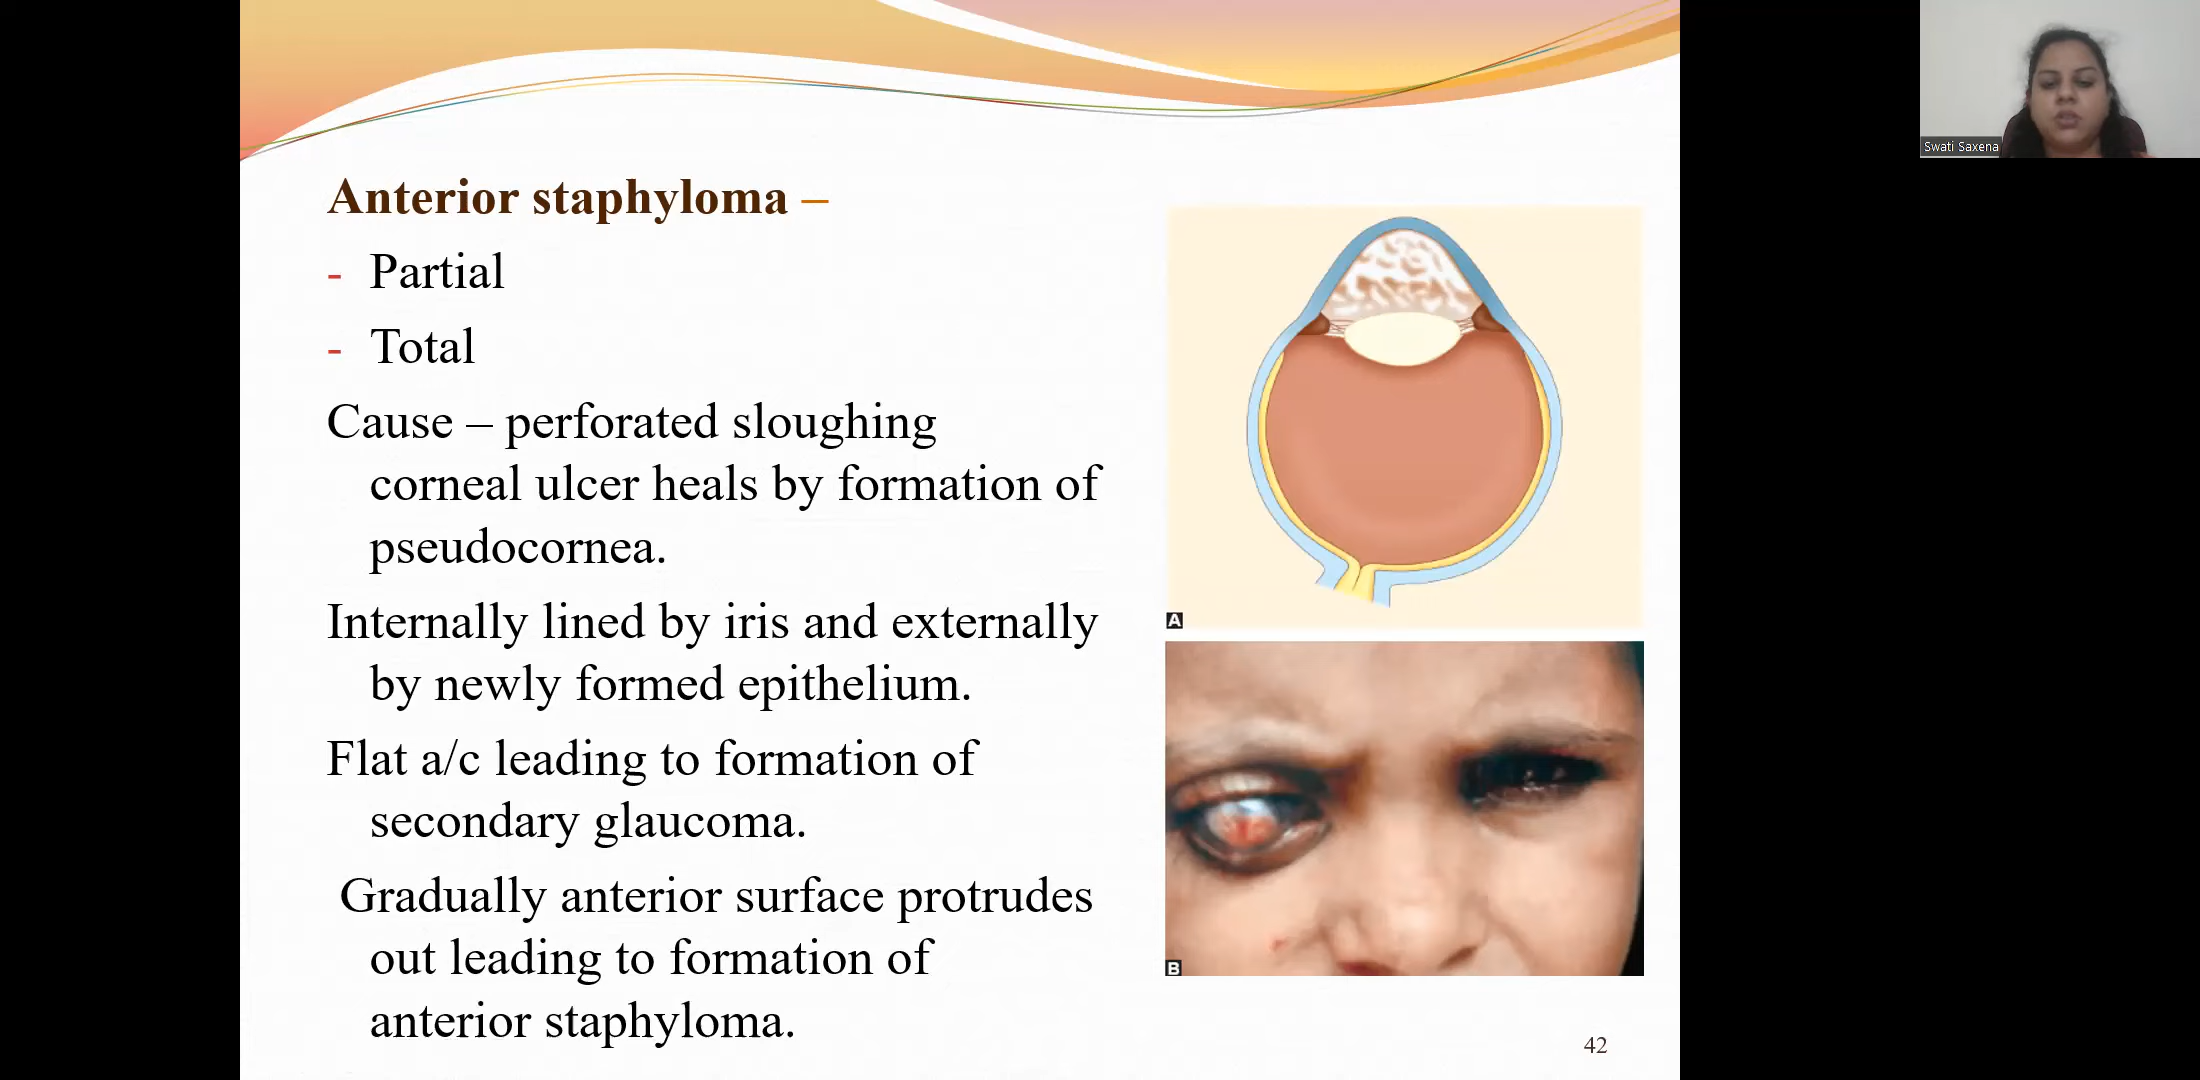 Anterior staphyloma –
- Partial
- Total
Cause – perforated sloughing
corneal ulcer heals by formation of
pseudocornea.
Internally lined by iris and externally
by newly formed epithelium.
Flat a/c leading to formation of
secondary glaucoma.
Gradually anterior surface protrudes
out leading to formation of
anterior staphyloma.
A
B
42
Swati Saxena